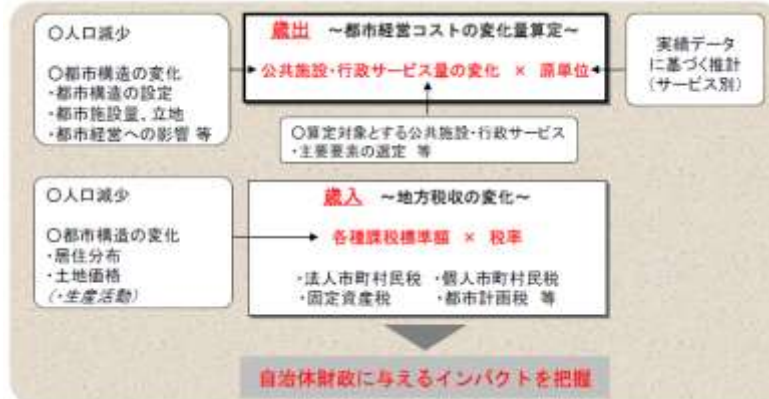 ○人口減少
○都市構造の変化
・都市構造の設定
・都市施設量、立地
・都市経営への影響 等
歳出 ~都市経営コストの変化量算定~
公共施設・行政サービス量の変化 × 原単位
実績データ
に基づく推計
(サービス別)
○算定対象とする公共施設・行政サービス
・主要要素の選定 等
○人口減少
○都市構造の変化
・居住分布
・土地価格
(・生産活動)
歳入 ~地方税収の変化~
各種課税標準額 × 税率
・法人市町村民税 ・個人市町村民税
・固定資産税 ・都市計画税 等
自治体財政に与えるインパクトを把握